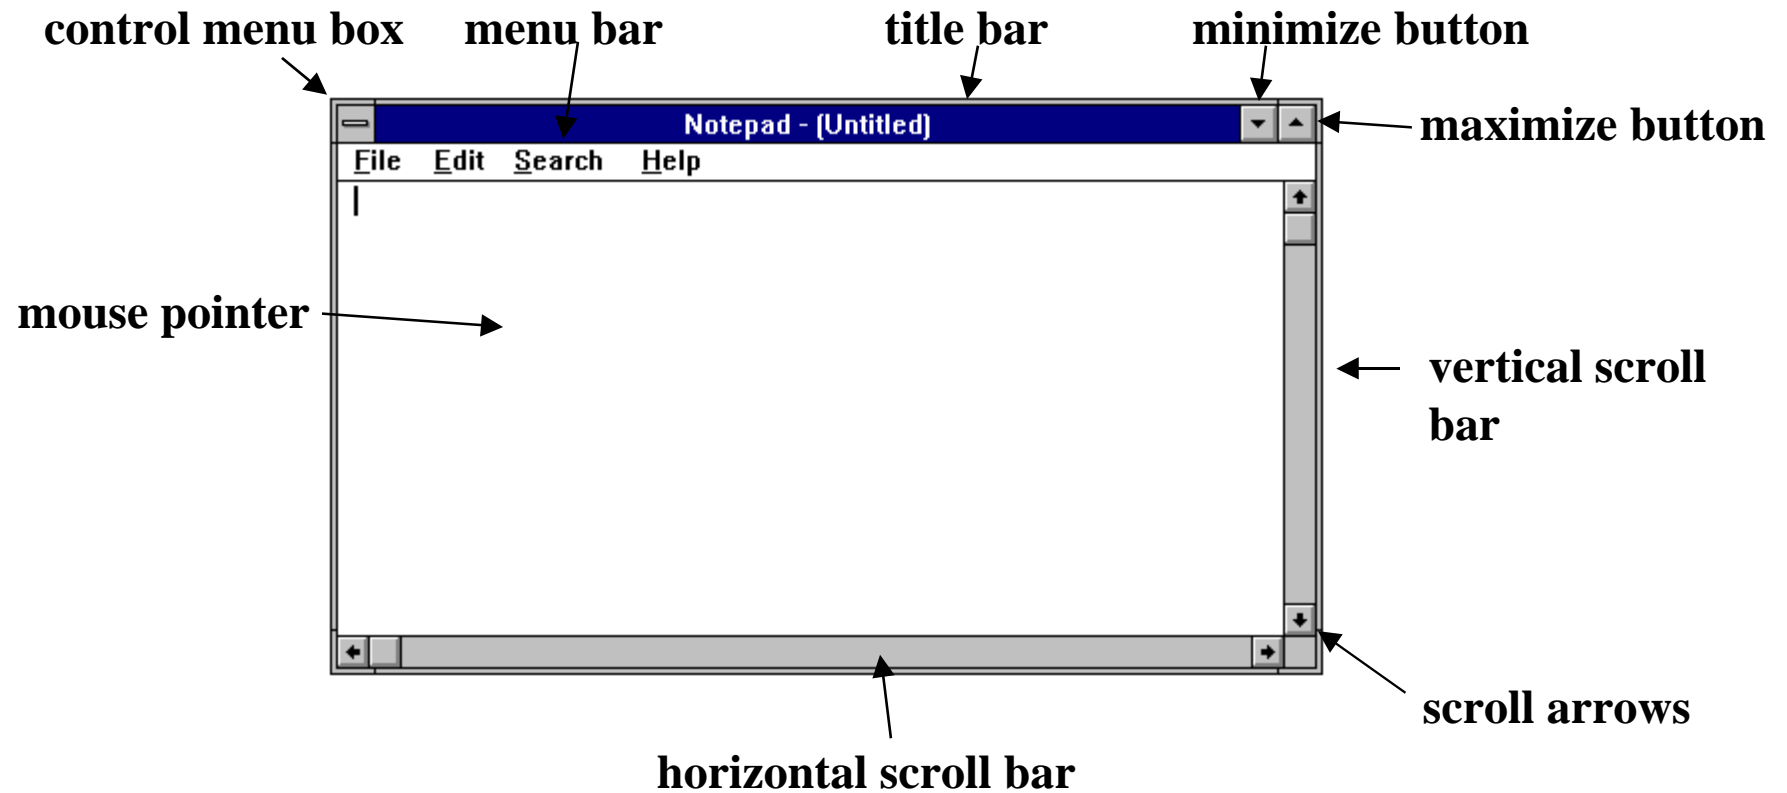 control menu box menu bar title bar minimize button
Notepad - (Untitled)
maximize button
File Edit Search Help
mouse pointer
vertical scroll
bar
scroll arrows
horizontal scroll bar